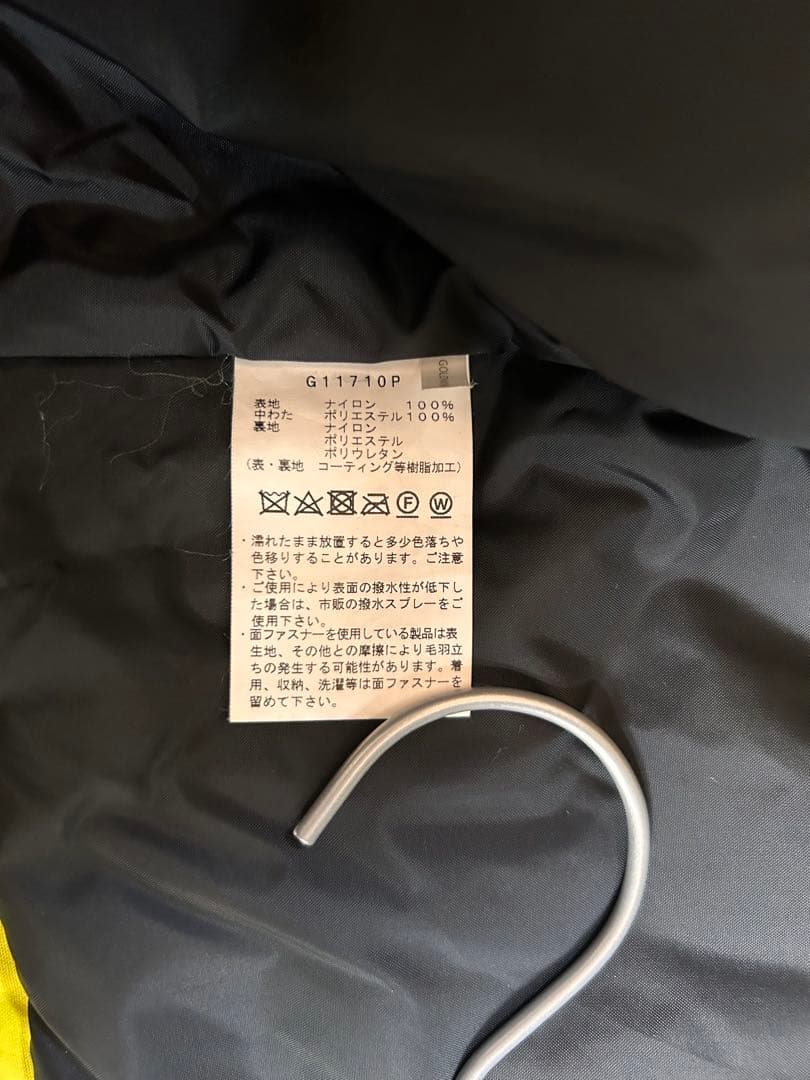 G11710P
GOLD
表地 ナイロン 100%
中わた ポリエステル100%
裏地 ナイロン
ポリエステル
ポリウレタン
(表・裏地 コーティング等樹脂加工)
F W
・濡れたまま放置すると多少色落ちや
色移りすることがあります。ご注意
下さい。
・ご使用により表面の撥水性が低下し
た場合は、市販の撥水スプレーをご
使用下さい。
・面ファスナーを使用している製品は表
生地、その他との摩擦により毛羽立
ちの発生する可能性があります。着
用、収納、洗濯等は面ファスナーを
留めて下さい。